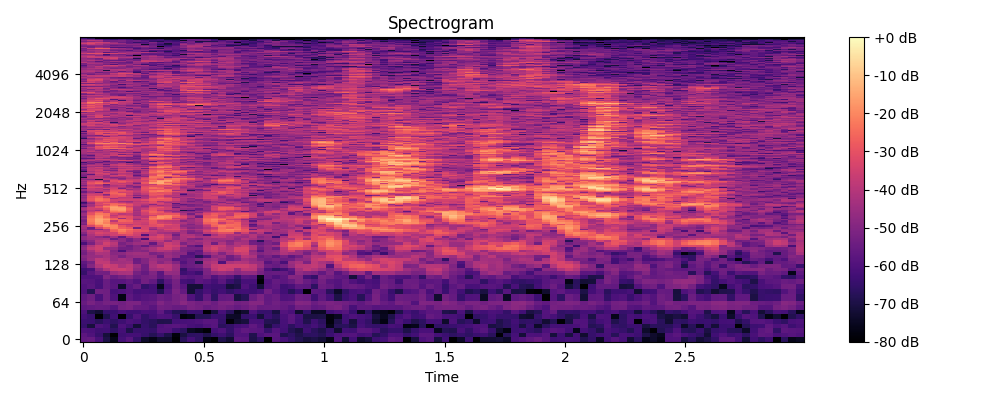 Spectrogram
+0 dB
4096
-10 dB
2048
-20 dB
1024
-30 dB
512
-40 dB
Hz
256
-50 dB
128
-60 dB
64
-70 dB
0
-80 dB
0 0.5 1 1.5 2 2.5
Time